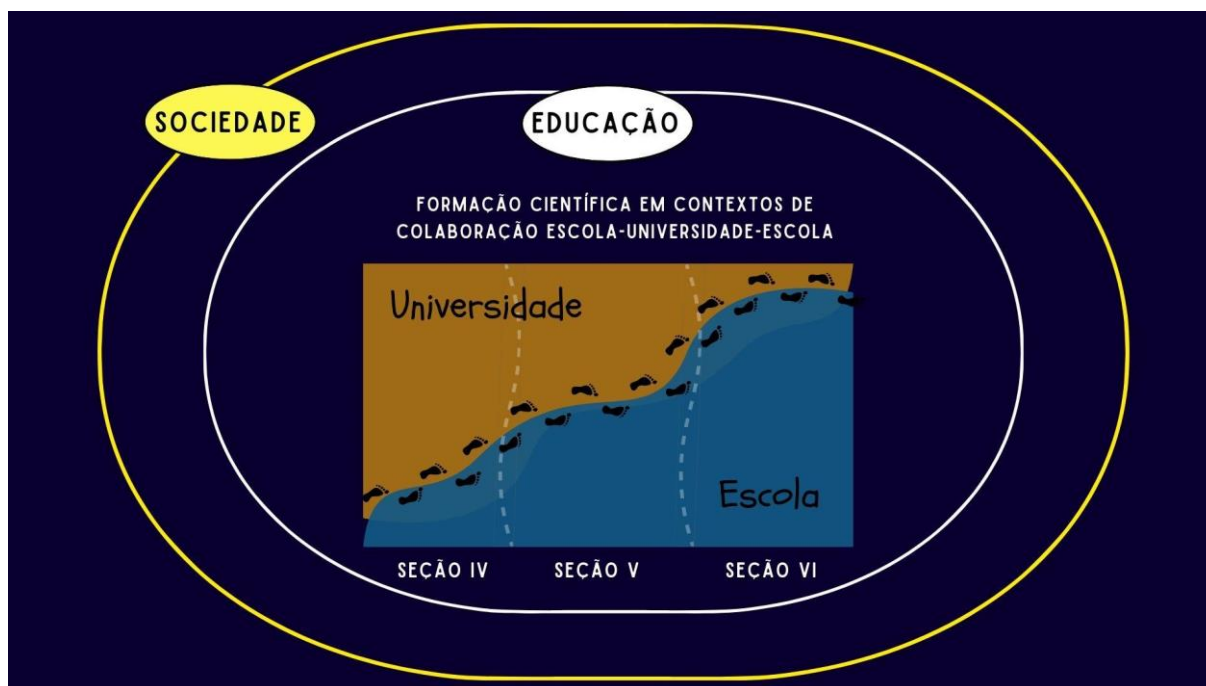 SOCIEDADE
EDUCAÇÃO
FORMAÇÃO CIENTÍFICA EM CONTEXTOS DE
COLABORAÇÃO ESCOLA-UNIVERSIDADE-ESCOLA
Universidade
Escola
SEÇÃO IV
SEÇÃO V
SEÇÃO VI